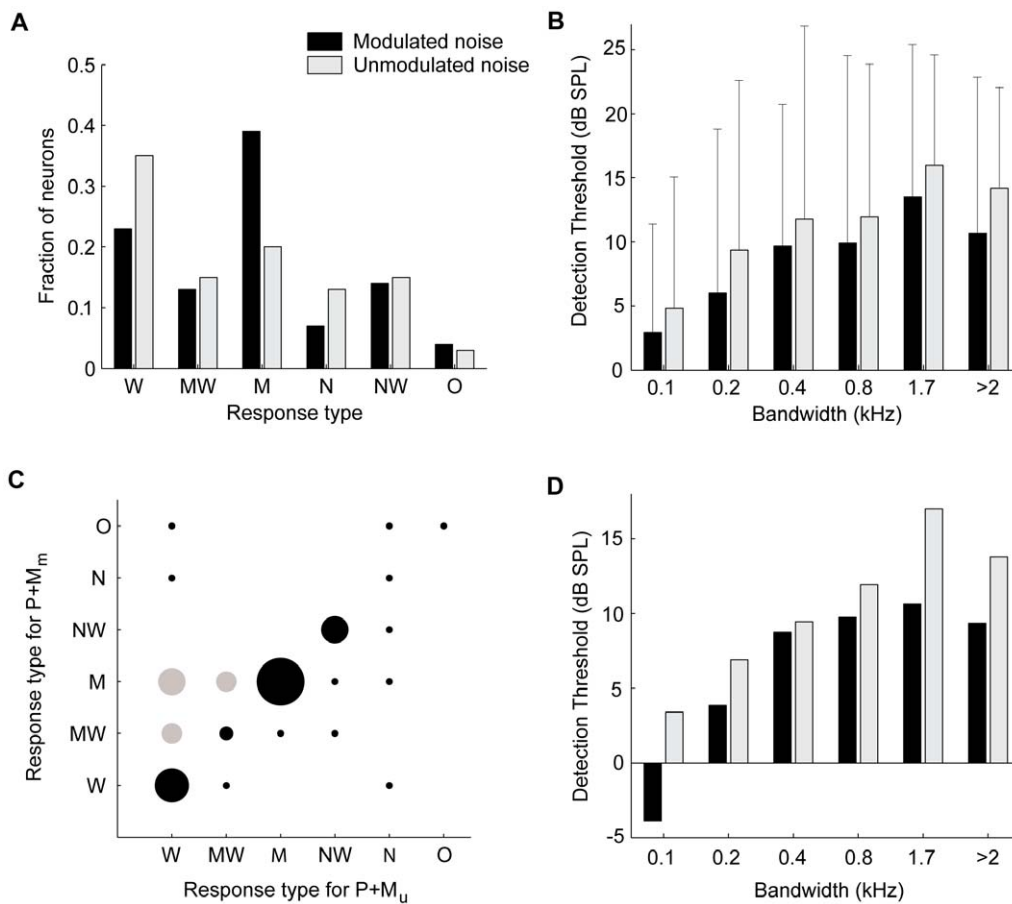 A
Modulated noise
Unmodulated noise
0.5
0.4
0.3
0.2
0.1
0
Fraction of neurons
W MW M N NW O
Response type
B
25
20
15
10
5
0
Detection Threshold (dB SPL)
0.1 0.2 0.4 0.8 1.7 >2
Bandwidth (kHz)
C
O
N
NW
M
MW
W
Response type for P+Mm
W MW M NW N O
Response type for P+Mu
D
15
10
5
0
-5
Detection Threshold (dB SPL)
0.1 0.2 0.4 0.8 1.7 >2
Bandwidth (kHz)